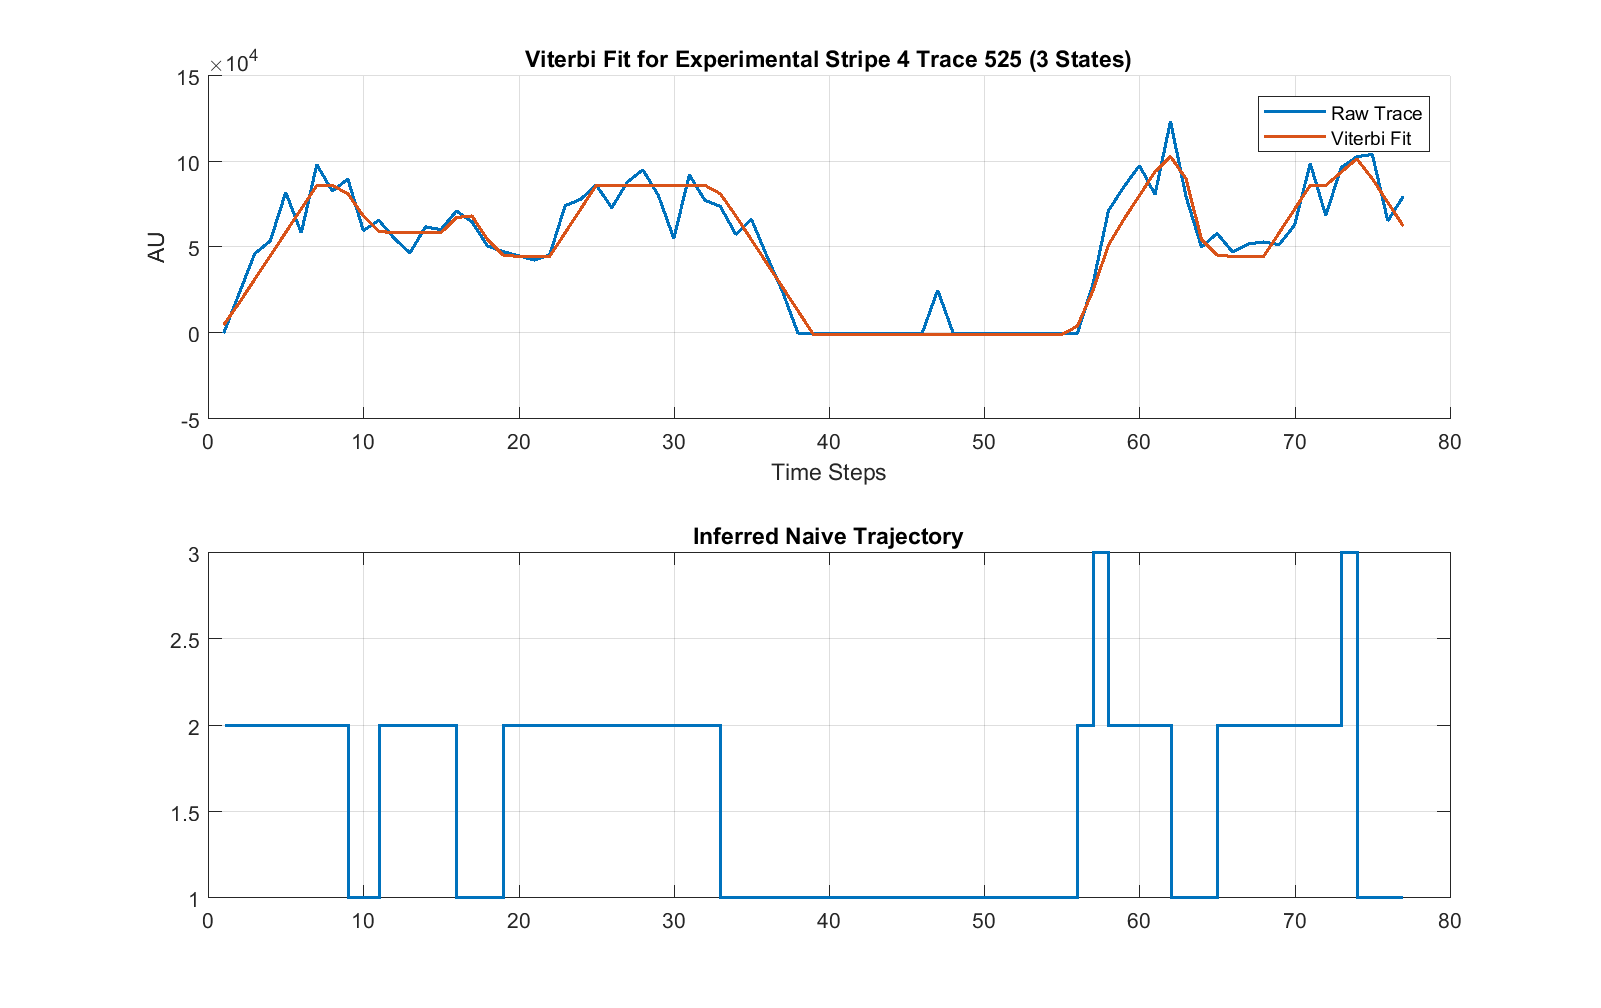 Viterbi Fit for Experimental Stripe 4 Trace 525 (3 States)
×10⁴
15
10
5
0
-5
AU
Raw Trace
Viterbi Fit
0 10 20 30 40 50 60 70 80
Time Steps
Inferred Naive Trajectory
3
2.5
2
1.5
1
0 10 20 30 40 50 60 70 80